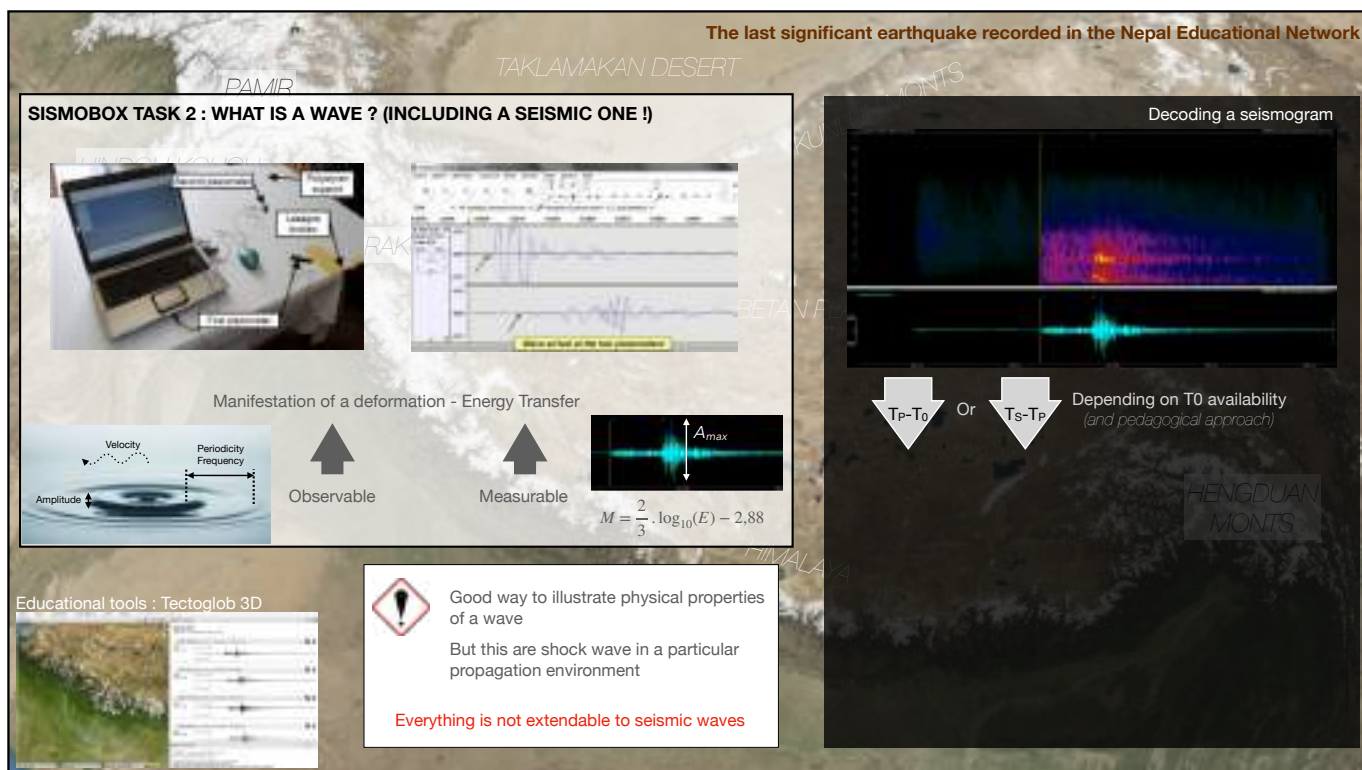 The last significant earthquake recorded in the Nepal Educational Network
TAKLAMAKAN DESERT
PAMIR
MONTS
SISMOBOX TASK 2 : WHAT IS A WAVE ? (INCLUDING A SEISMIC ONE !)
Manifestation of a deformation - Energy Transfer
Velocity
Periodicity
Frequency
Amplitude
Observable
Measurable
Amax
M = 2/3 . log10(E) − 2,88
Decoding a seismogram
TP-T0
Or
TS-TP
Depending on T0 availability
(and pedagogical approach)
HENGDUAN
MONTS
HIMALAYA
Educational tools : Tectoglob 3D
Good way to illustrate physical properties
of a wave
But this are shock wave in a particular
propagation environment
Everything is not extendable to seismic waves